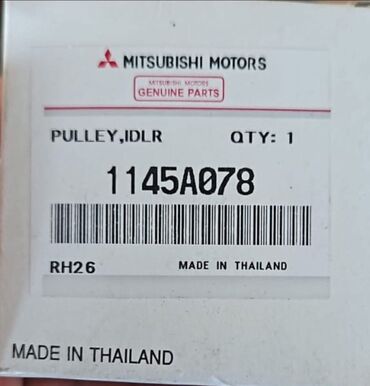 MITSUBISHI MOTORS
MITSUBISHI MOTORS
GENUINE PARTS
PULLEY,IDLR QTY: 1
1145A078
RH26 MADE IN THAILAND
MADE IN THAILAND